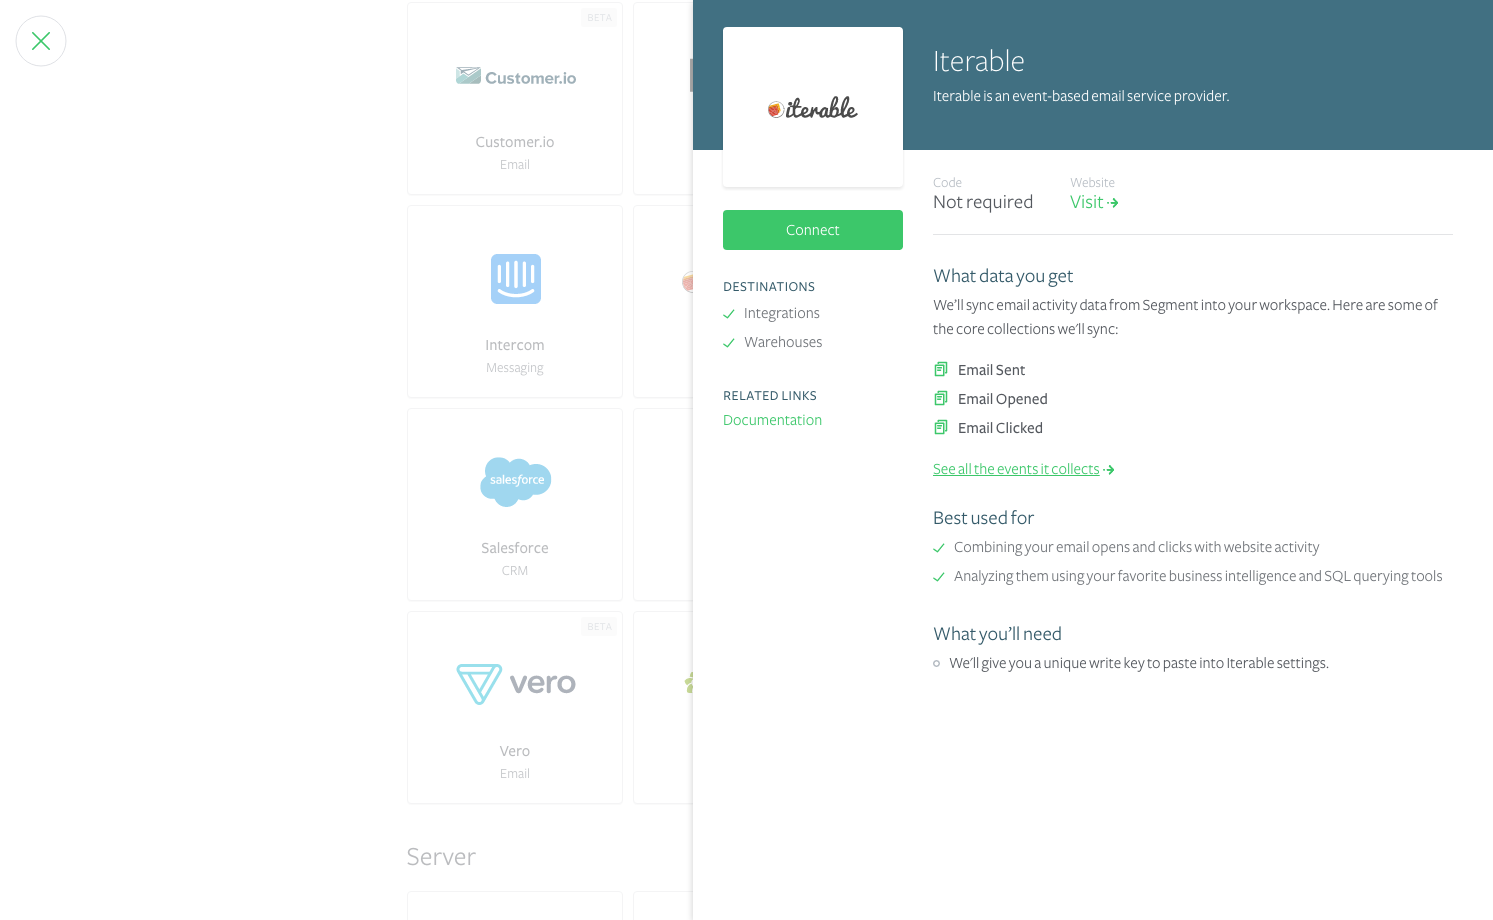 BETA
Customer.io
Customer.io
Email
Intercom
Messaging
salesforce
Salesforce
CRM
BETA
vero
Vero
Email
Server
iterable
Iterable
Iterable is an event-based email service provider.
Connect
DESTINATIONS
Integrations
Warehouses
RELATED LINKS
Documentation
Code
Not required
Website
Visit
What data you get
We'll sync email activity data from Segment into your workspace. Here are some of
the core collections we'll sync:
Email Sent
Email Opened
Email Clicked
See all the events it collects
Best used for
Combining your email opens and clicks with website activity
Analyzing them using your favorite business intelligence and SQL querying tools
What you’ll need
We'll give you a unique write key to paste into Iterable settings.